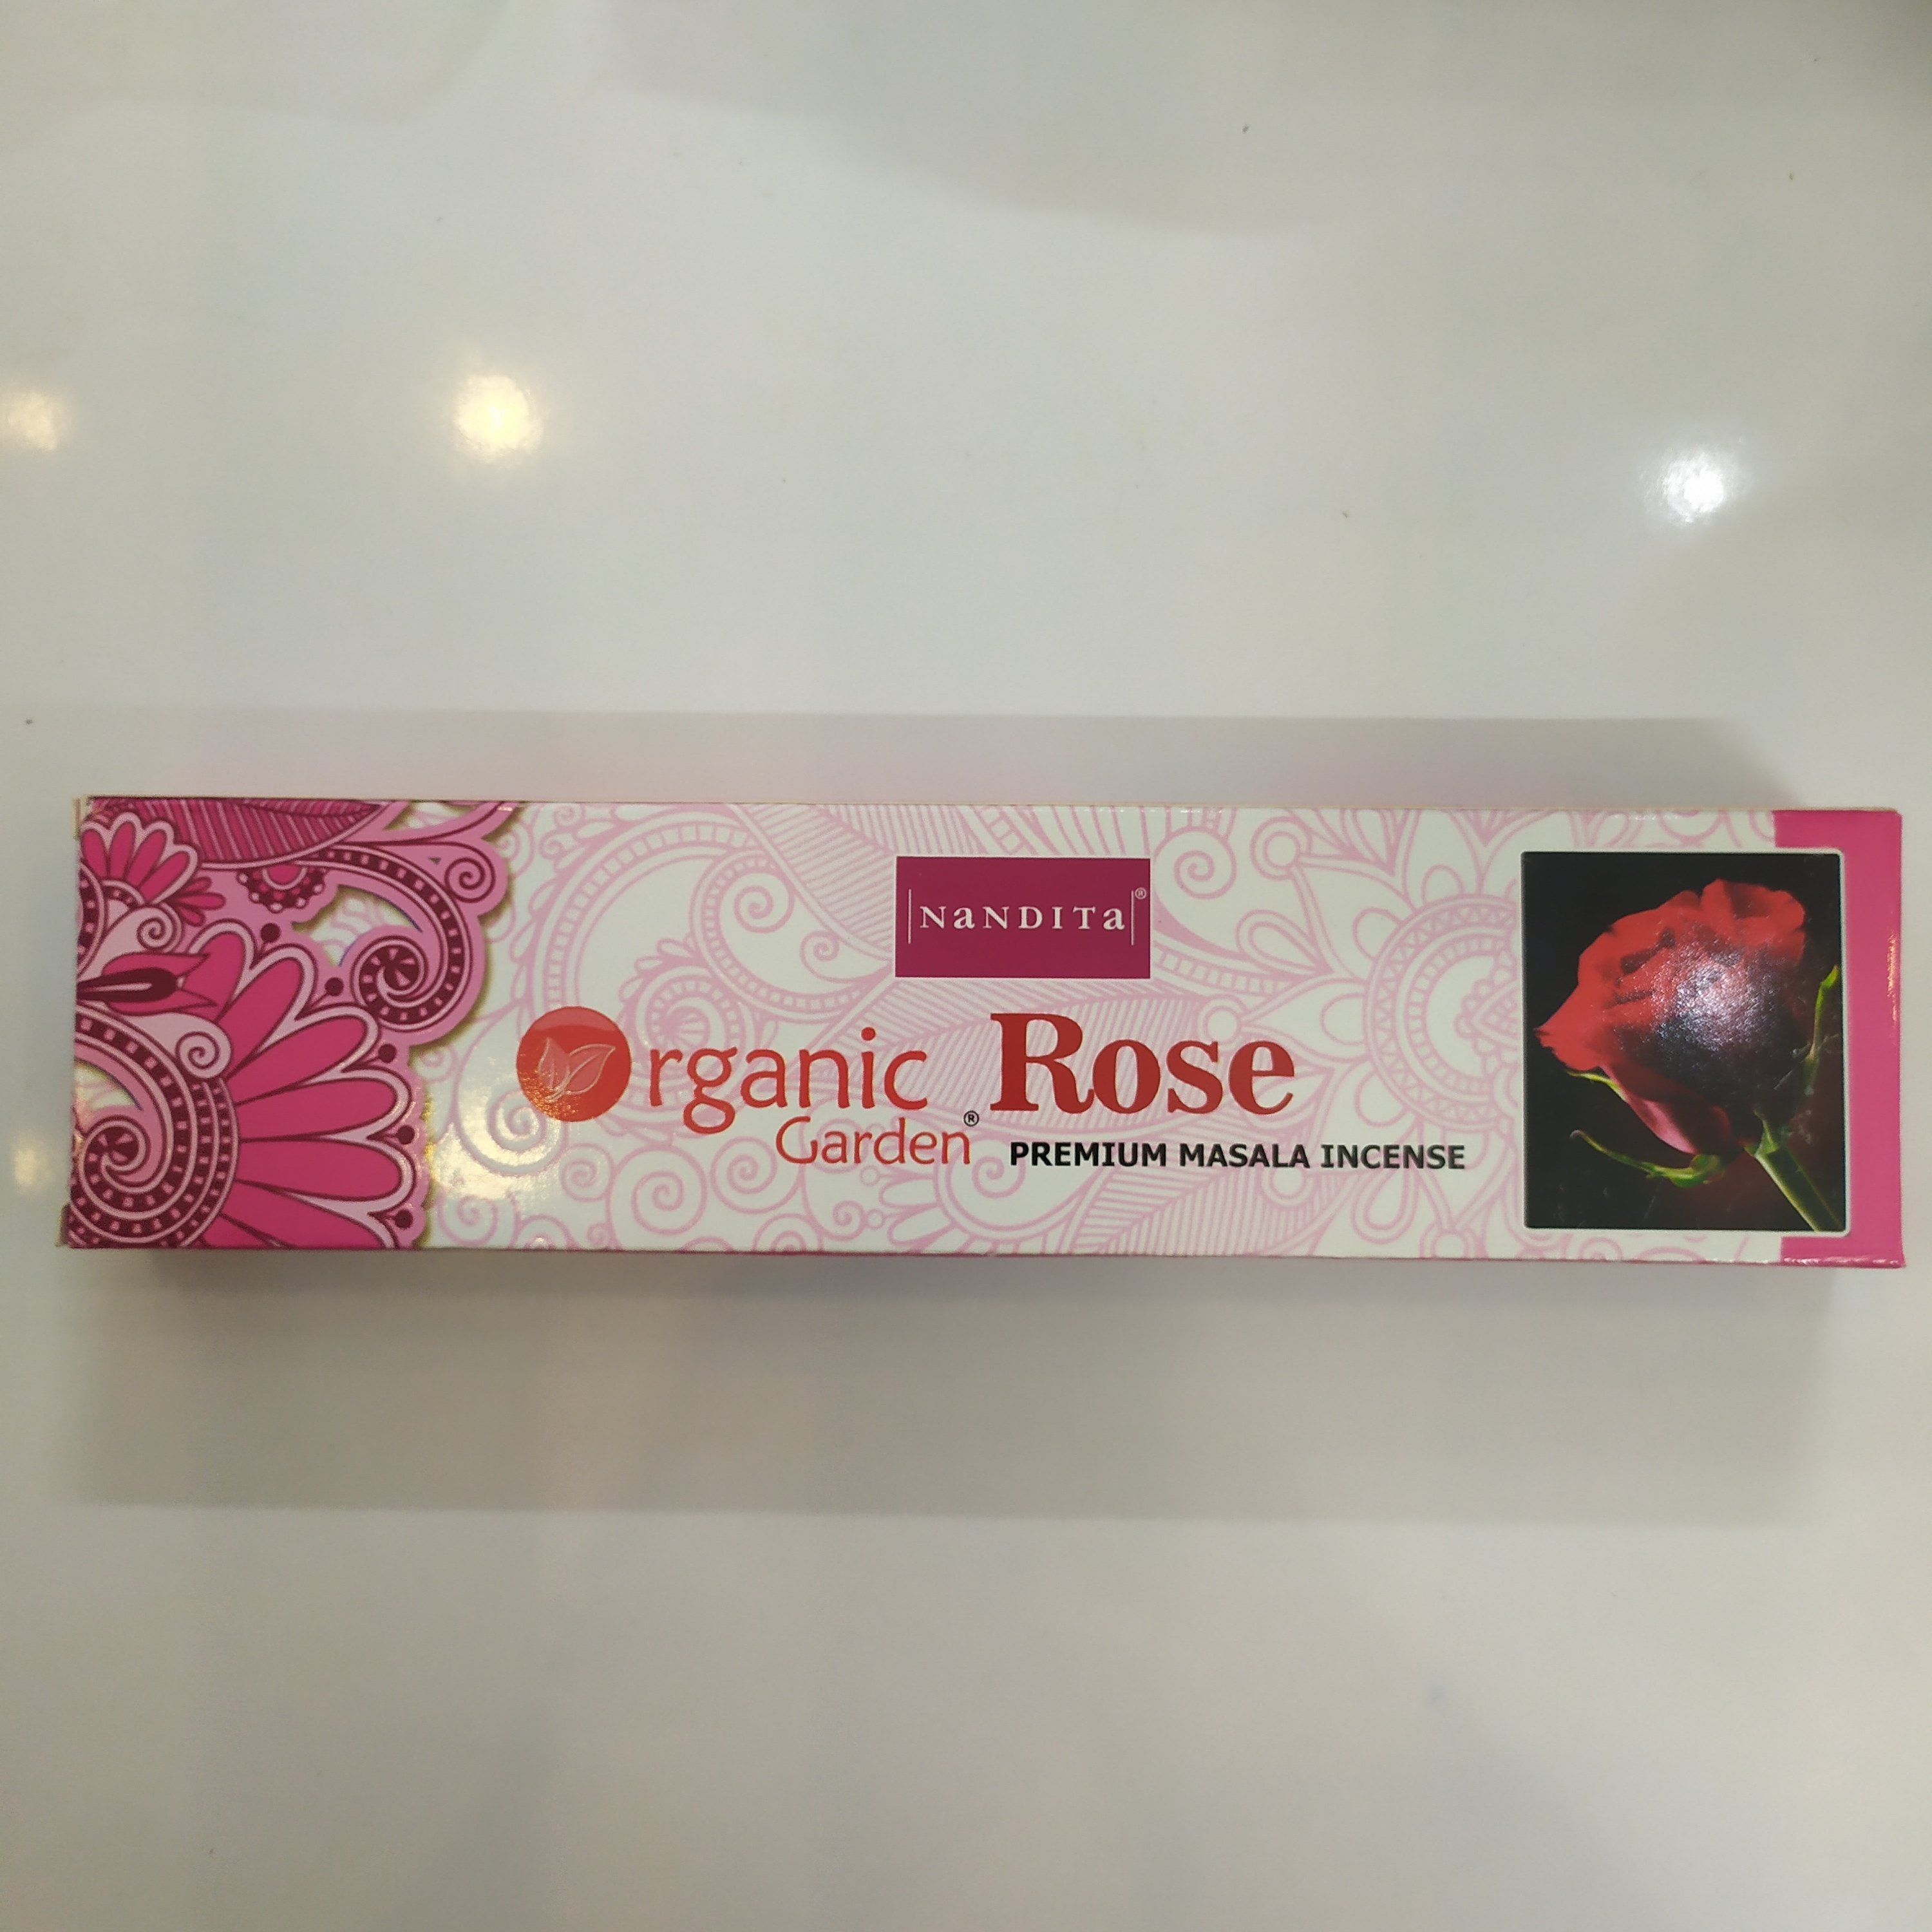 NaNDITa®
Organic Rose
Garden®
PREMIUM MASALA INCENSE